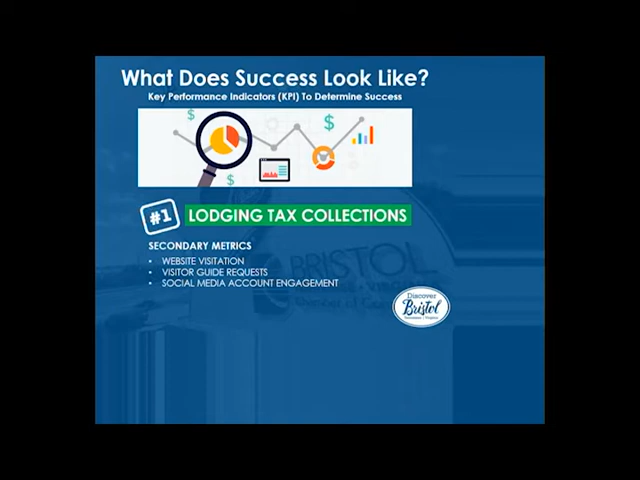 What Does Success Look Like?
Key Performance Indicators (KPI) To Determine Success
$
$
$
#1
LODGING TAX COLLECTIONS
SECONDARY METRICS
• WEBSITE VISITATION
• VISITOR GUIDE REQUESTS
• SOCIAL MEDIA ACCOUNT ENGAGEMENT
BRISTOL
Discover
Bristol